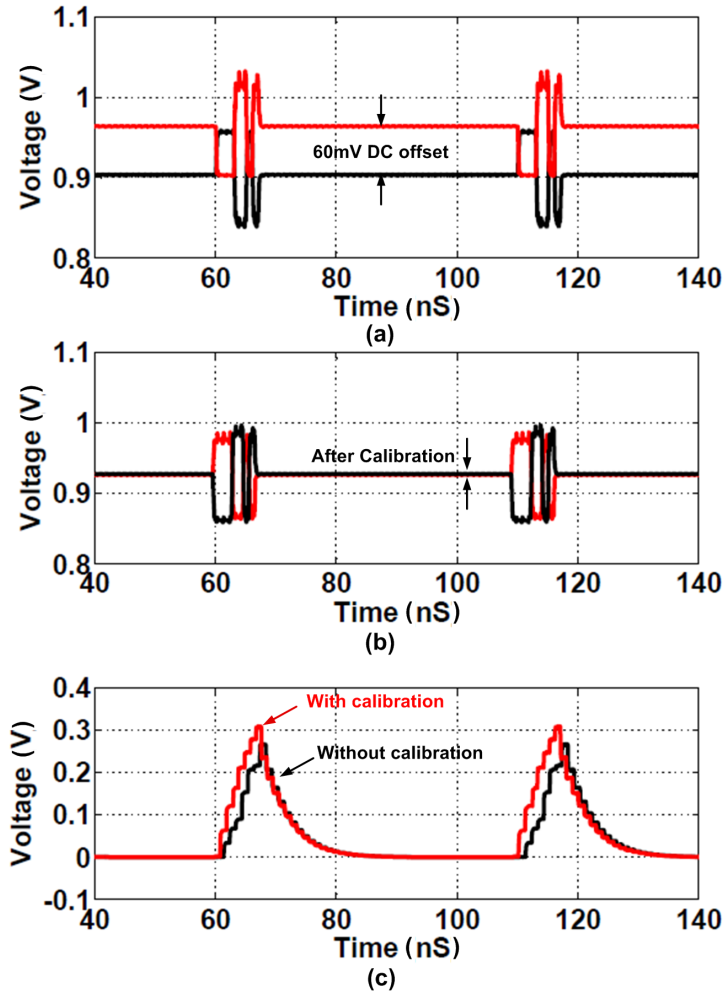 1.1
1
0.9
0.8
Voltage (V)
60mV DC offset
40 60 80 100 120 140
Time (nS)
(a)
1.1
1
0.9
0.8
Voltage (V)
After Calibration
40 60 80 100 120 140
Time (nS)
(b)
0.4
0.3
0.2
0.1
0
-0.1
Voltage (V)
With calibration
Without calibration
40 60 80 100 120 140
Time (nS)
(c)